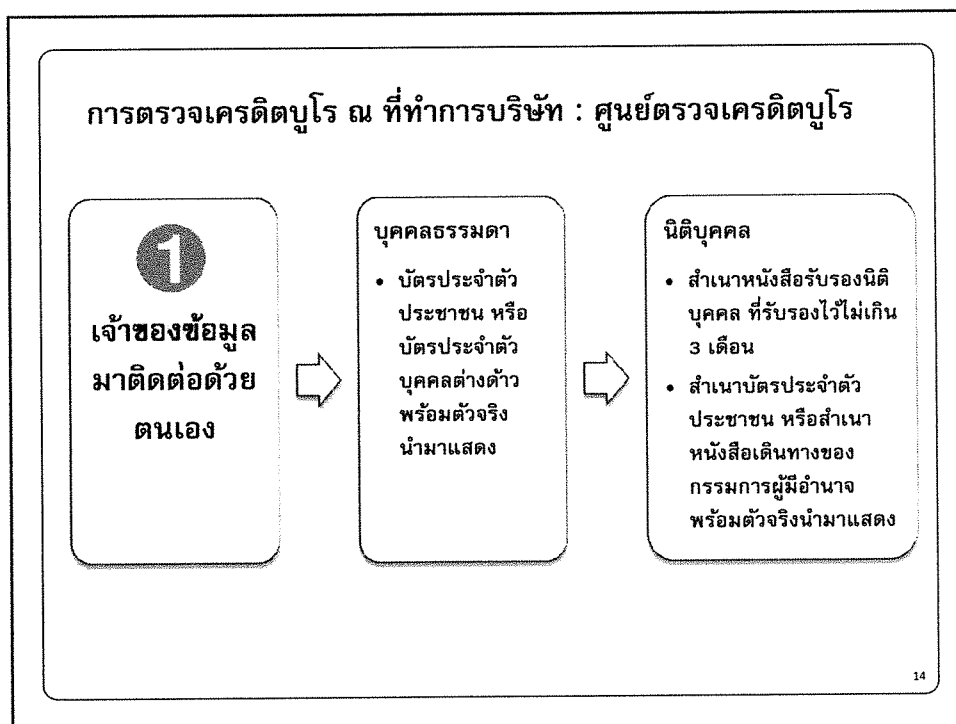 การตรวจเครดิตบูโร ณ ที่ทำการบริษัท : ศูนย์ตรวจเครดิตบูโร
1
เจ้าของข้อมูล
มาติดต่อด้วย
ตนเอง
บุคคลธรรมดา
• บัตรประจำตัว
ประชาชน หรือ
บัตรประจำตัว
บุคคลต่างด้าว
พร้อมตัวจริง
นำมาแสดง
นิติบุคคล
• สำเนาหนังสือรับรองนิติ
บุคคล ที่รับรองไว้ไม่เกิน
3 เดือน
• สำเนาบัตรประจำตัว
ประชาชน หรือสำเนา
หนังสือเดินทางของ
กรรมการผู้มีอำนาจ
พร้อมตัวจริงนำมาแสดง
14